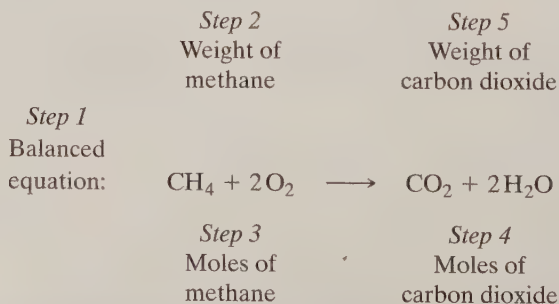 Step 2
Weight of
methane
Step 5
Weight of
carbon dioxide
Step 1
Balanced
equation:
CH₄ + 2O₂ ⟶ CO₂ + 2H₂O
Step 3
Moles of
methane
Step 4
Moles of
carbon dioxide